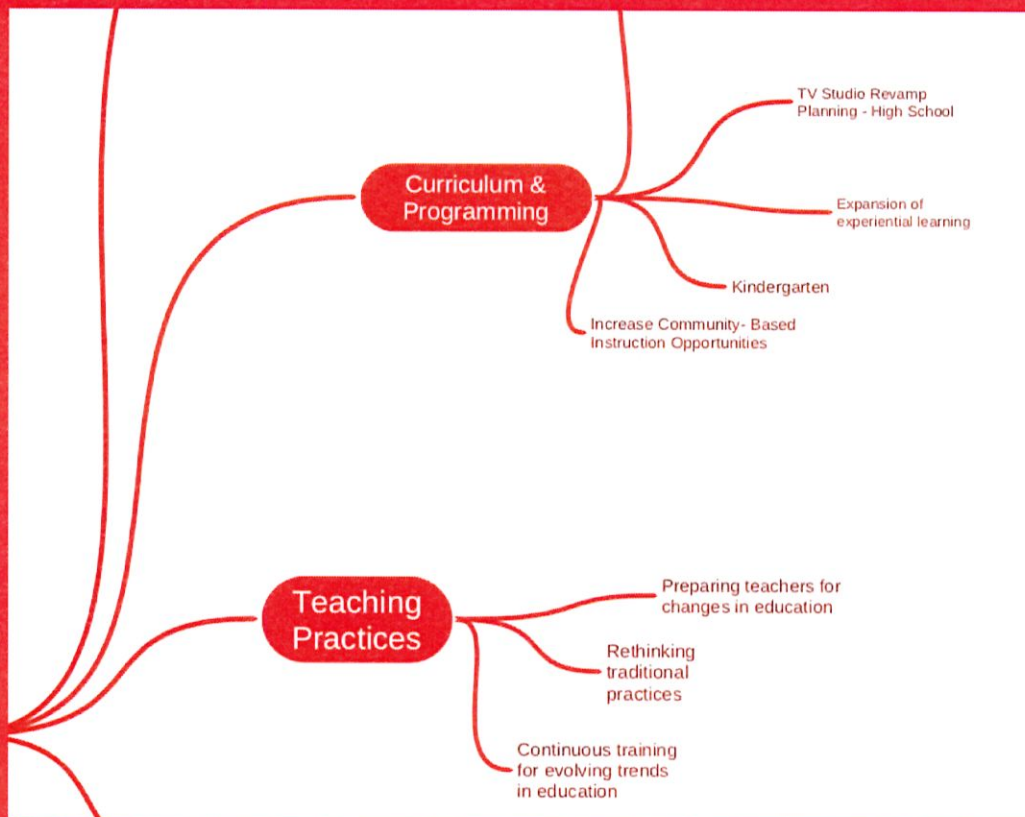 TV Studio Revamp
Planning - High School
Curriculum &
Programming
Expansion of
experiential learning
Kindergarten
Increase Community- Based
Instruction Opportunities
Teaching
Practices
Preparing teachers for
changes in education
Rethinking
traditional
practices
Continuous training
for evolving trends
in education